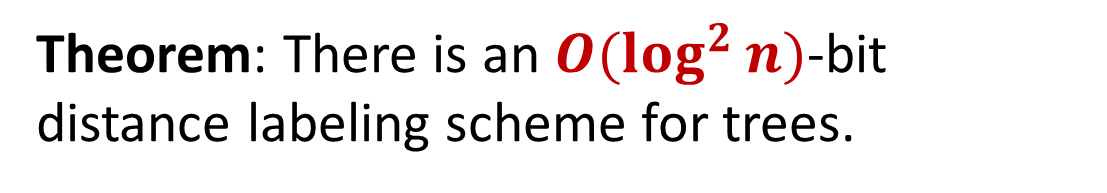 Theorem: There is an O(log² n)-bit
distance labeling scheme for trees.